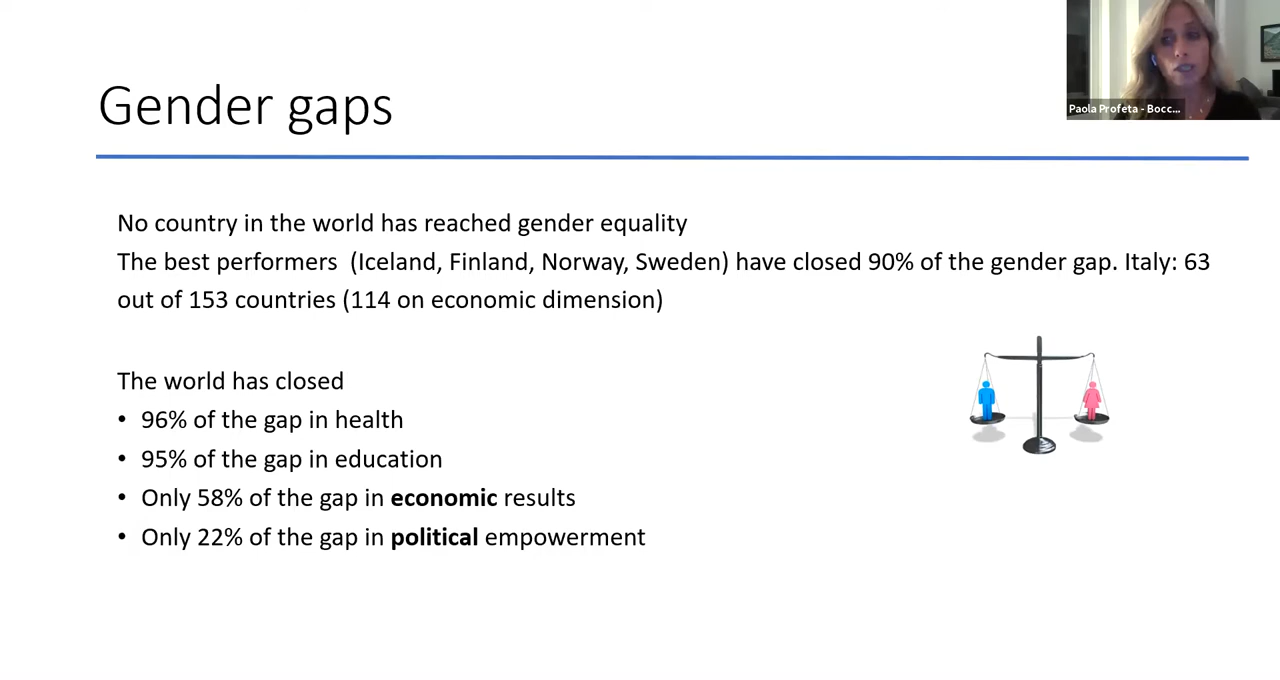 Gender gaps
Paola Profeta - Bocc...
No country in the world has reached gender equality
The best performers  (Iceland, Finland, Norway, Sweden) have closed 90% of the gender gap. Italy: 63
out of 153 countries (114 on economic dimension)
The world has closed
• 96% of the gap in health
• 95% of the gap in education
• Only 58% of the gap in economic results
• Only 22% of the gap in political empowerment